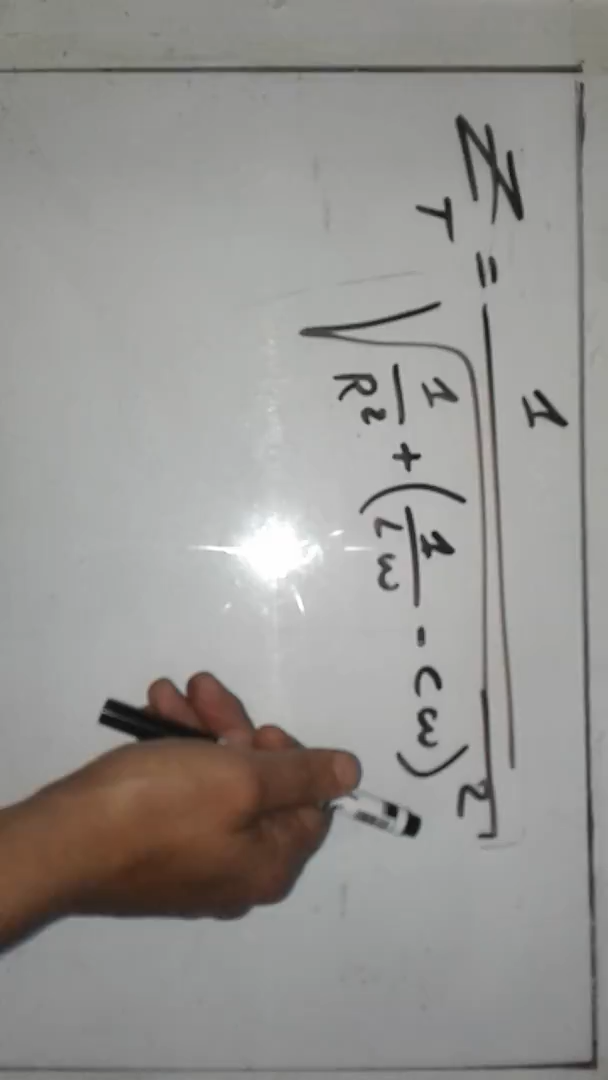 Z_T = 1 / √(1/R² + (1/Lω - Cω)²)